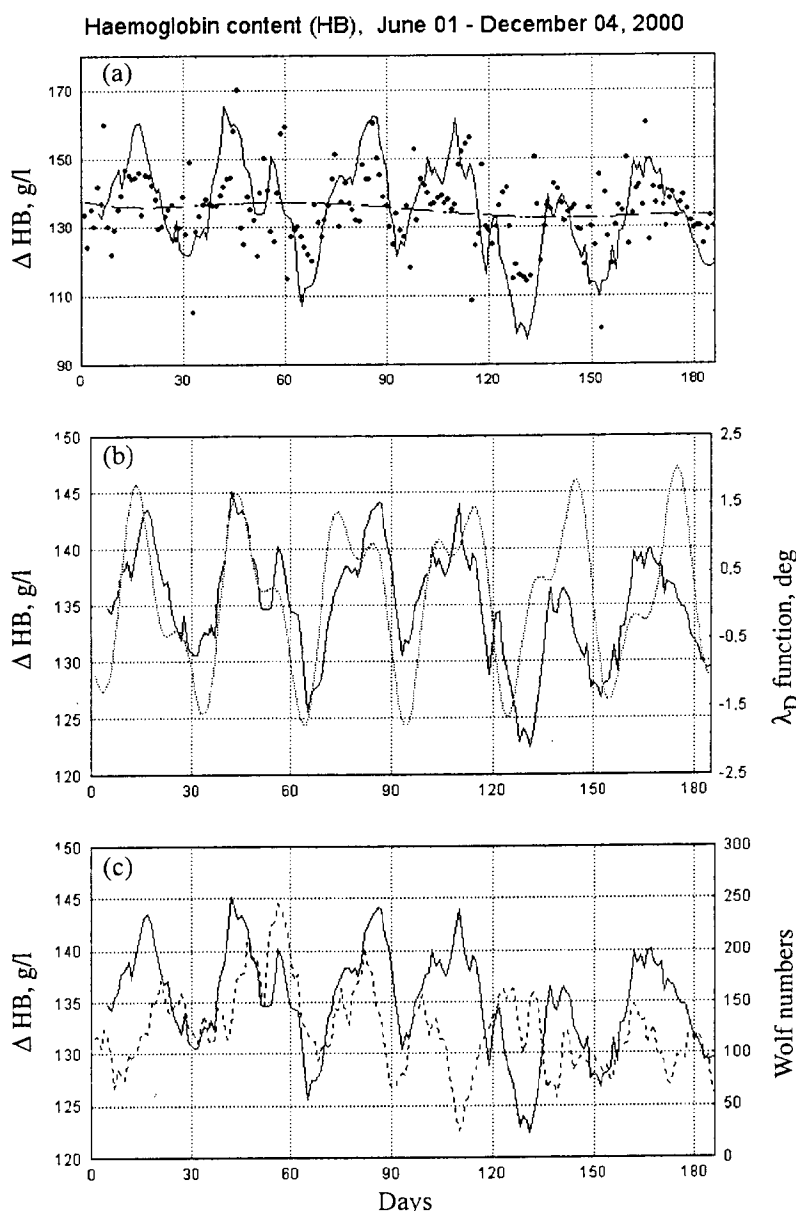 Haemoglobin content (HB), June 01 - December 04, 2000
(a)
Δ HB, g/l
170
150
130
110
90
0 30 60 90 120 150 180
(b)
Δ HB, g/l
150
145
140
135
130
125
120
2.5
1.5
0.5
-0.5
-1.5
-2.5
λD function, deg
0 30 60 90 120 150 180
(c)
Δ HB, g/l
150
145
140
135
130
125
120
300
250
200
150
100
50
0
Wolf numbers
0 30 60 90 120 150 180
Days